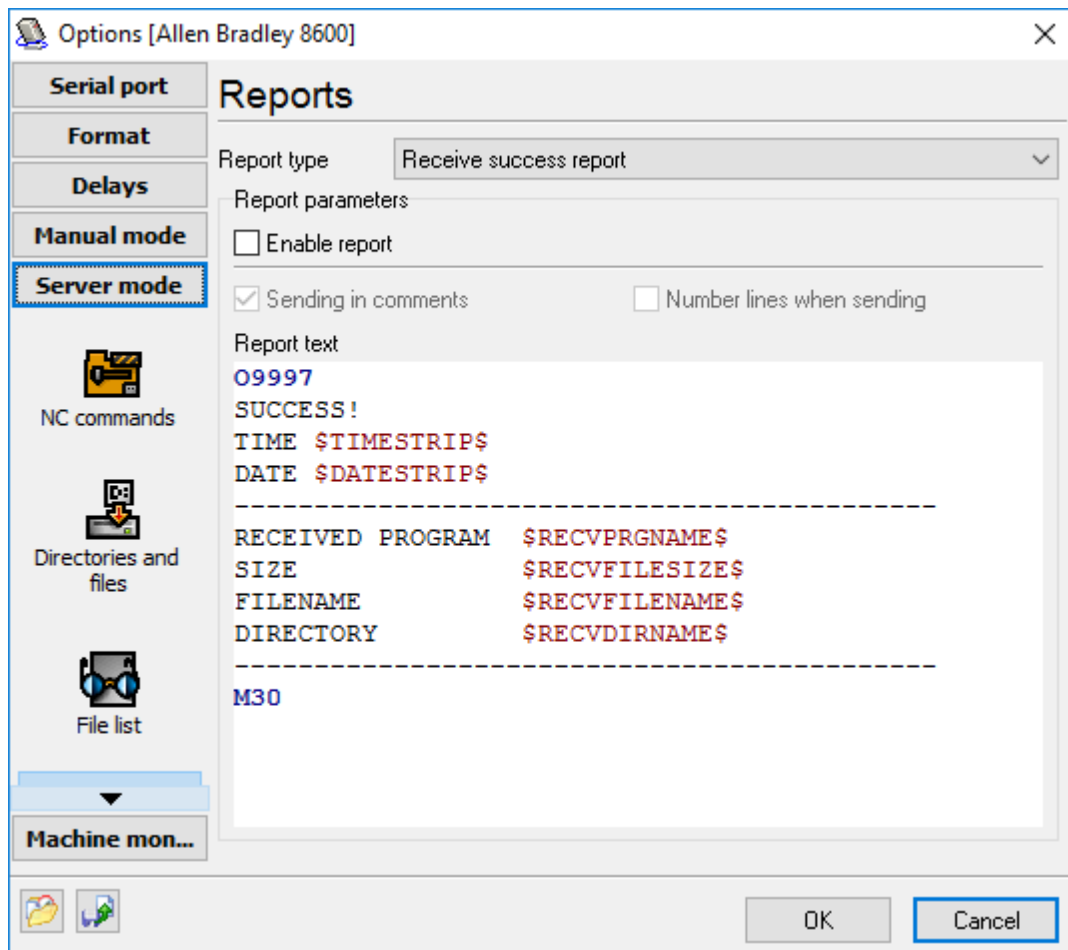 Options [Allen Bradley 8600]
Serial port
Format
Delays
Manual mode
Server mode
NC commands
Directories and
files
File list
Machine mon...
Reports
Report type Receive success report
Report parameters
Enable report
Sending in comments Number lines when sending
Report text
O9997
SUCCESS!
TIME $TIMESTRIP$
DATE $DATESTRIP$
--------------------------------------------
RECEIVED PROGRAM $RECVPRGNAME$
SIZE $RECVFILESIZE$
FILENAME $RECVFILENAME$
DIRECTORY $RECVDIRNAME$
--------------------------------------------
M30
OK Cancel